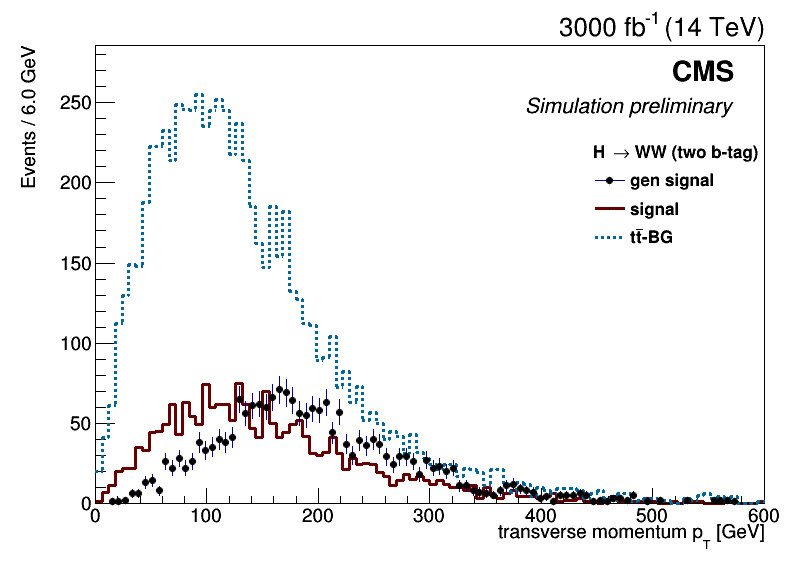 3000 fb⁻¹ (14 TeV)
CMS
Simulation preliminary
H → WW (two b-tag)
gen signal
signal
tt̄-BG
Events / 6.0 GeV
250
200
150
100
50
0
0 100 200 300 400 500 600
transverse momentum p_T [GeV]